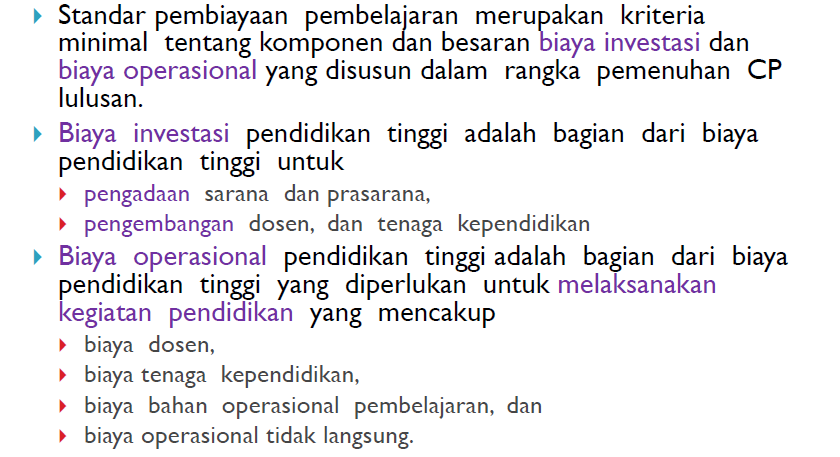 Standar pembiayaan pembelajaran merupakan kriteria
minimal tentang komponen dan besaran biaya investasi dan
biaya operasional yang disusun dalam rangka pemenuhan CP
lulusan.
Biaya investasi pendidikan tinggi adalah bagian dari biaya
pendidikan tinggi untuk
pengadaan sarana dan prasarana,
pengembangan dosen, dan tenaga kependidikan
Biaya operasional pendidikan tinggi adalah bagian dari biaya
pendidikan tinggi yang diperlukan untuk melaksanakan
kegiatan pendidikan yang mencakup
biaya dosen,
biaya tenaga kependidikan,
biaya bahan operasional pembelajaran, dan
biaya operasional tidak langsung.